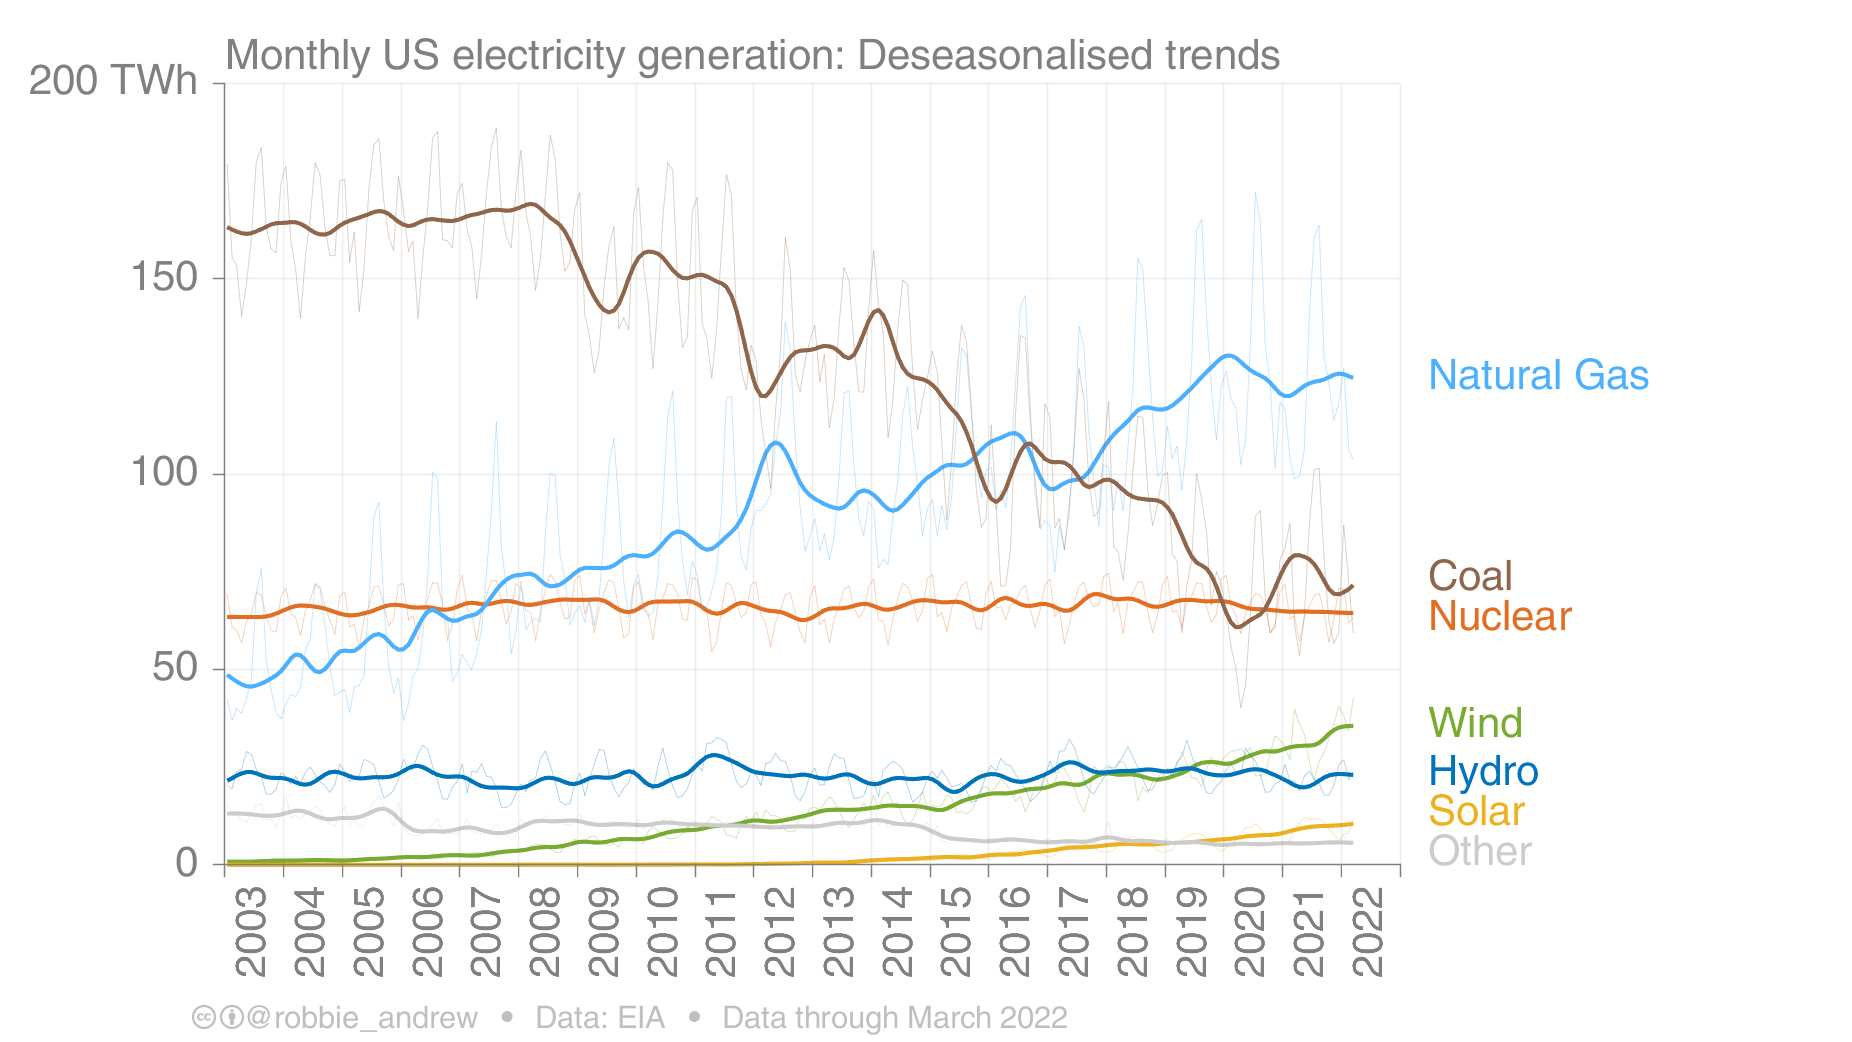 Monthly US electricity generation: Deseasonalised trends
200 TWh
150
100
50
0
Natural Gas
Coal
Nuclear
Wind
Hydro
Solar
Other
2003
2004
2005
2006
2007
2008
2009
2010
2011
2012
2013
2014
2015
2016
2017
2018
2019
2020
2021
2022
cc @robbie_andrew • Data: EIA • Data through March 2022